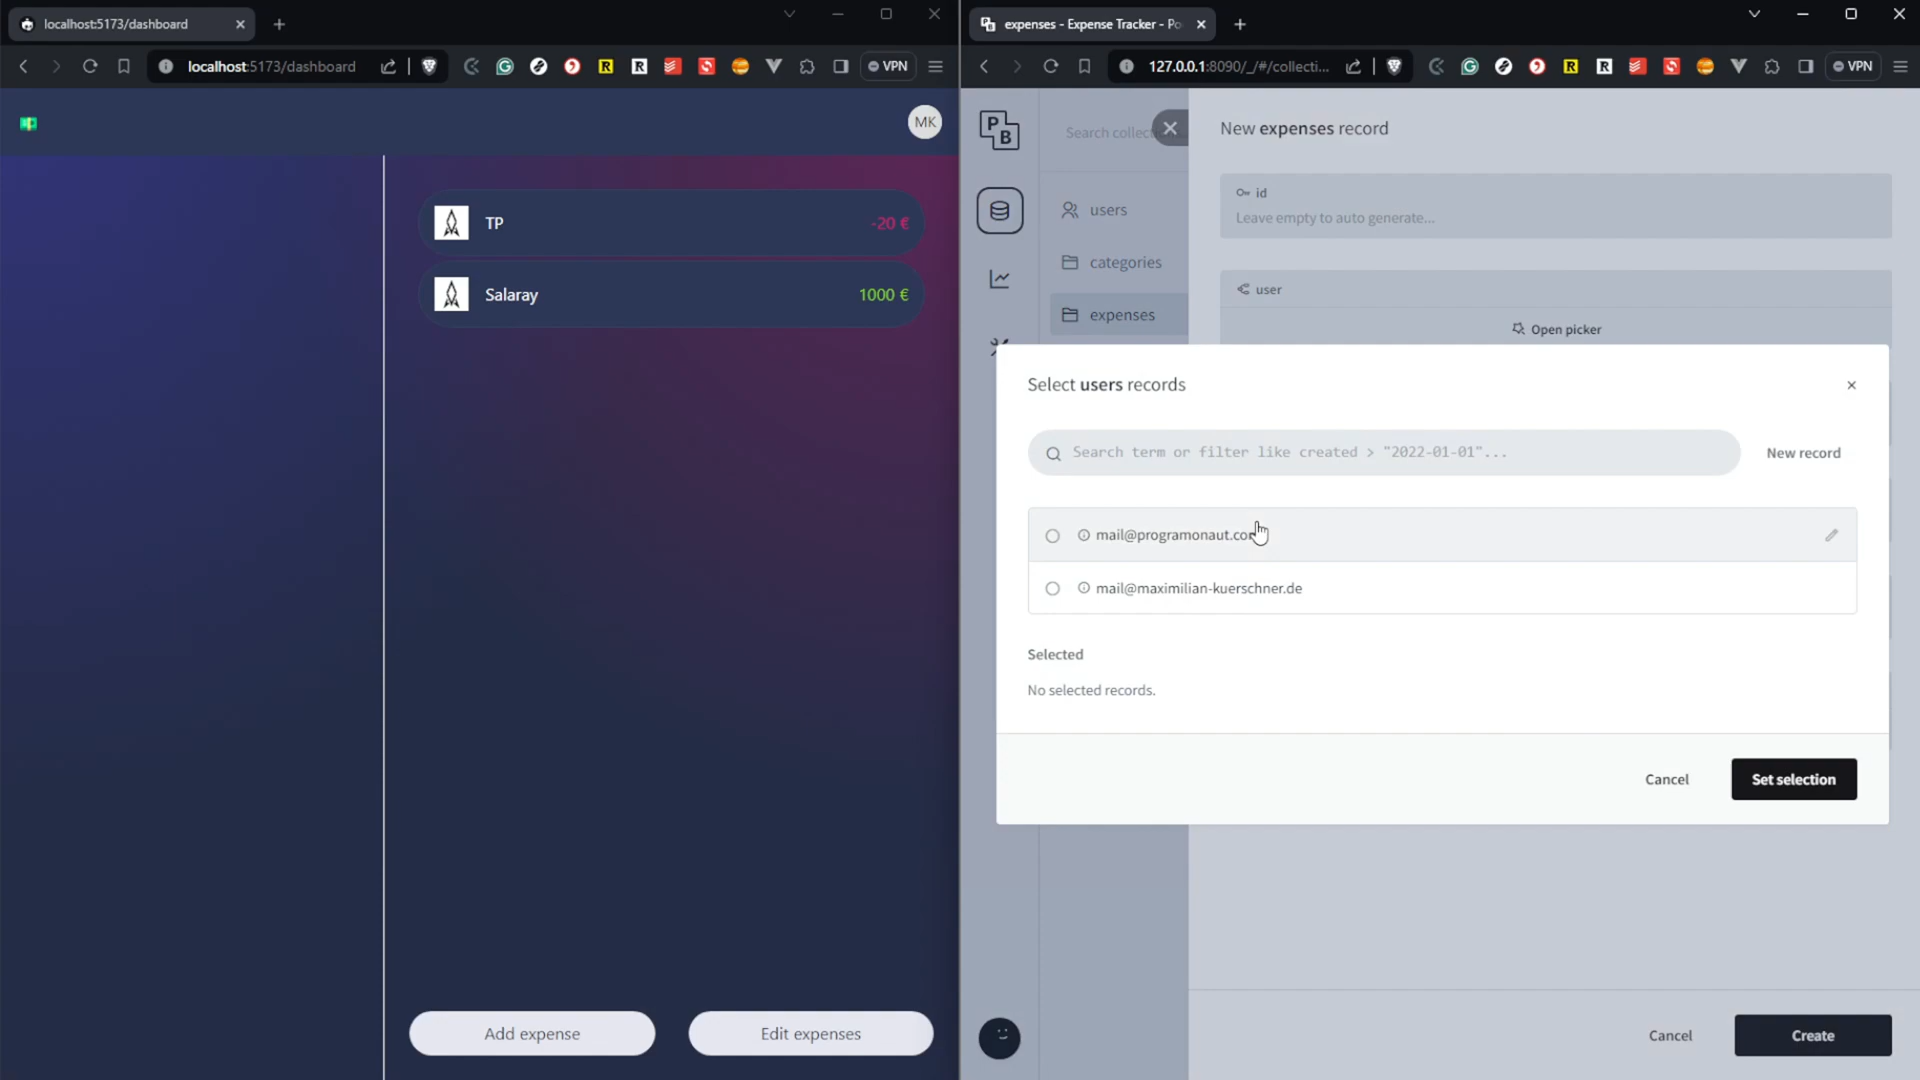 localhost:5173/dashboard
localhost:5173/dashboard
VPN
MK
TP
-20 €
Salaray
1000 €
Add expense
Edit expenses
expenses - Expense Tracker - Po
127.0.0.1:8090/_/#/collecti...
VPN
PB
Search collec
users
categories
expenses
New expenses record
id
Leave empty to auto generate...
user
Open picker
Select users records
Search term or filter like created > "2022-01-01"...
New record
mail@programonaut.com
mail@maximilian-kuerschner.de
Selected
No selected records.
Cancel
Set selection
Cancel
Create